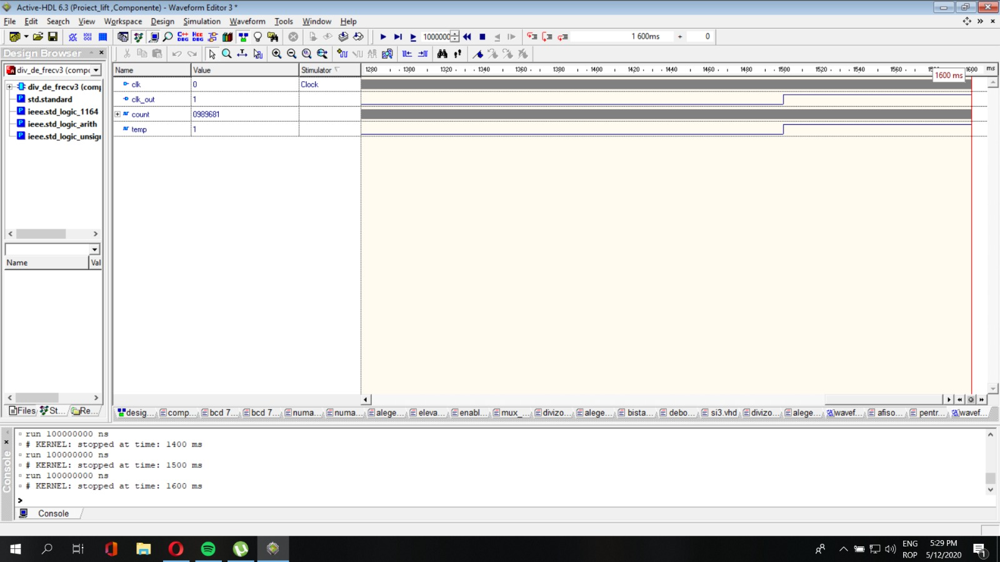 Active-HDL 6.3 (Proiect_lift ,Componente) - Waveform Editor 3 *
File Edit Search View Workspace Design Simulation Waveform Tools Window Help
1000000 1 600ms + 0
Design Browser
div_de_frecv3 (compo
div_de_frecv3 (comp
std.standard
ieee.std_logic_1164
ieee.std_logic_arith
ieee.std_logic_unsig
Name Val
Files St... Re...
Name Value Stimulator
1280 1300 1320 1340 1360 1380 1400 1420 1440 1460 1480 1500 1520 1540 1560 1600 ms
1600 ms
clk 0 Clock
clk_out 1
count 0989681
temp 1
desig... comp... bcd 7... bcd 7... numa... numa... alege... eleva... enabl... mux_... divizo... alege... bista... debo... si3.vhd divizo... alege... wavef... afiso... pentr... wavef...
Console
run 100000000 ns
# KERNEL: stopped at time: 1400 ms
run 100000000 ns
# KERNEL: stopped at time: 1500 ms
run 100000000 ns
# KERNEL: stopped at time: 1600 ms
>
Console
ENG 5:29 PM
ROP 5/12/2020
1